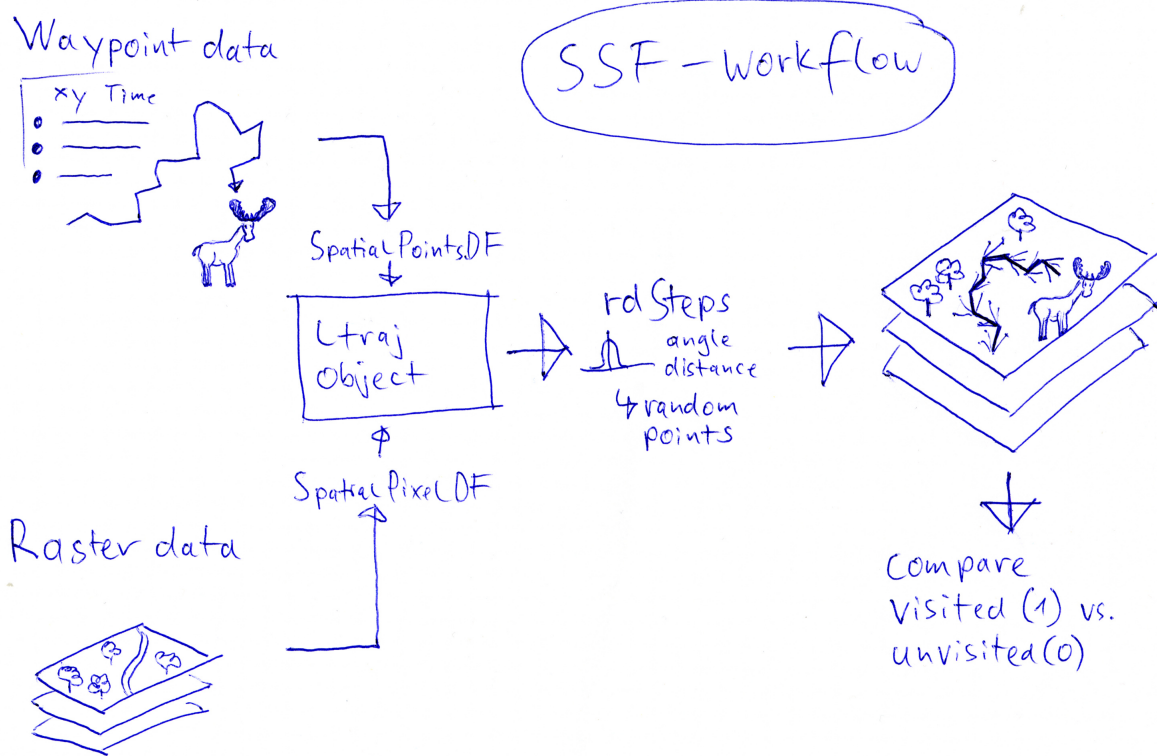 SSF - workflow
Waypoint data
xy Time
SpatialPointsDF
Ltraj
Object
rdSteps
angle
distance
↳ random
points
SpatialPixelDF
Raster data
compare
visited (1) vs.
unvisited (0)